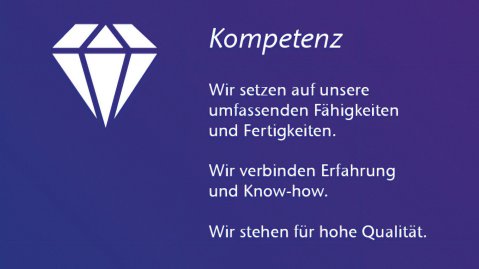 Kompetenz
Wir setzen auf unsere
umfassenden Fähigkeiten
und Fertigkeiten.
Wir verbinden Erfahrung
und Know-how.
Wir stehen für hohe Qualität.